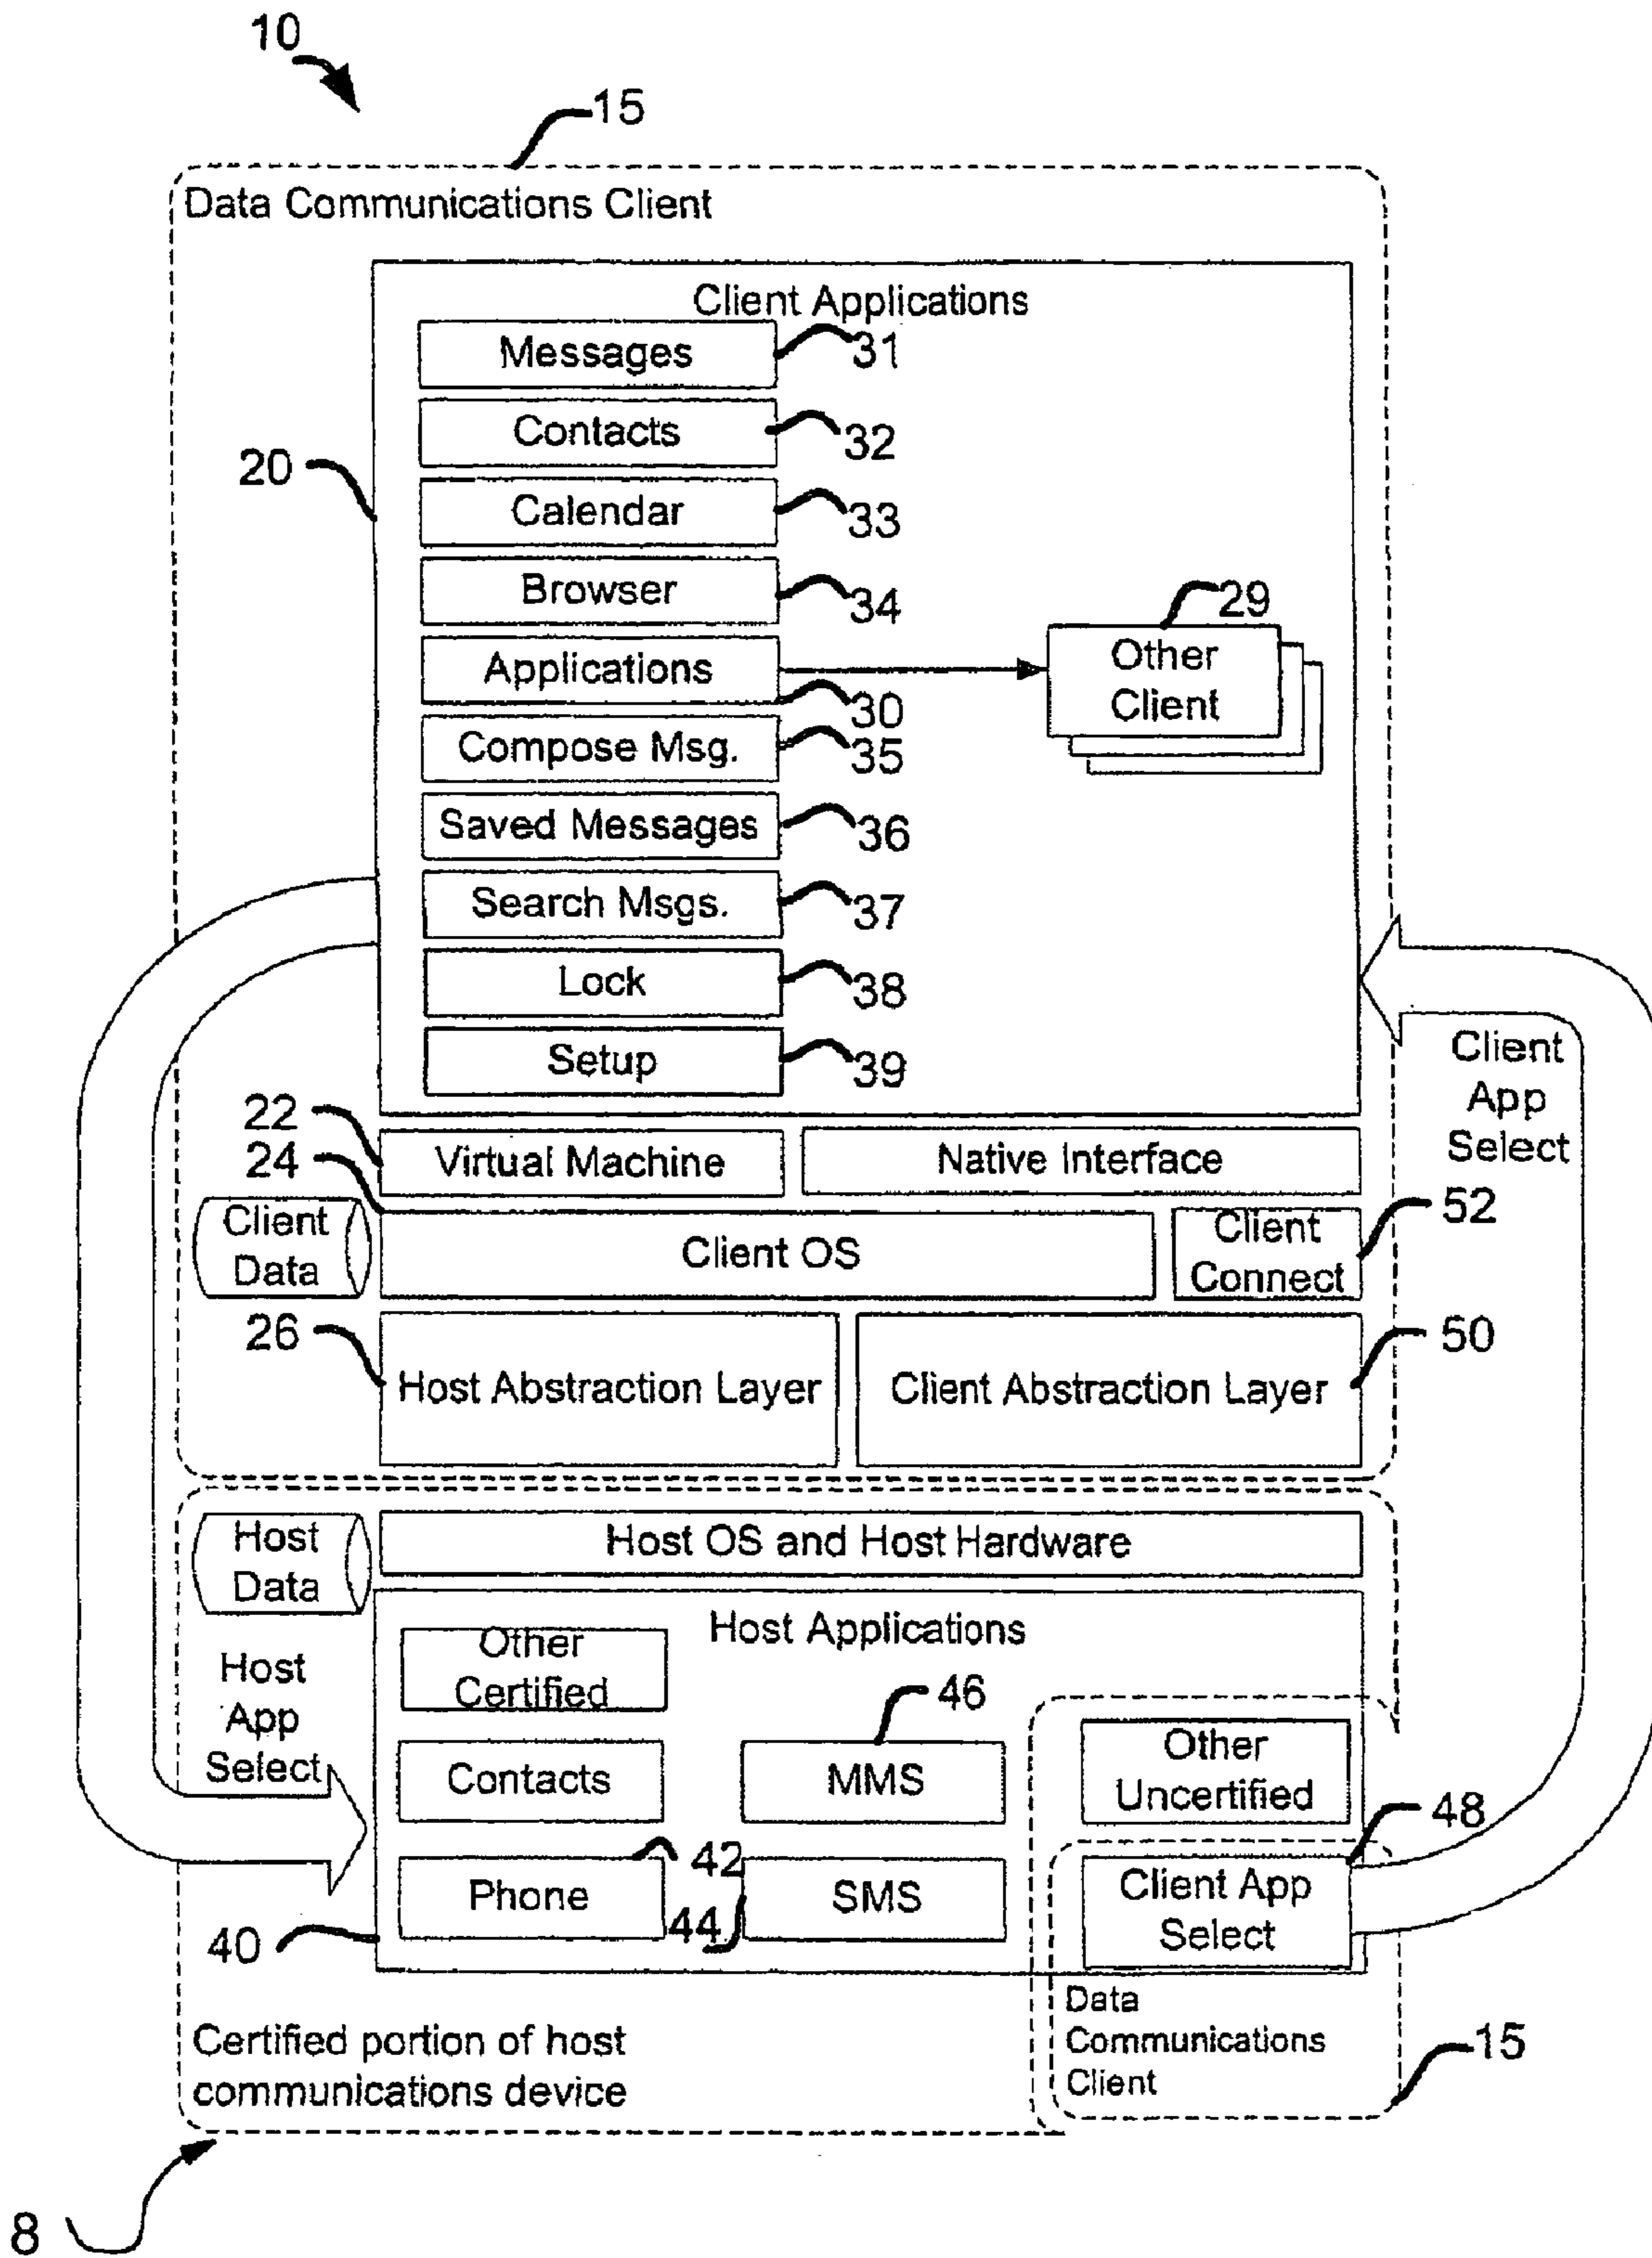 10
15
Data Communications Client
Client Applications
Messages
31
Contacts
32
20
Calendar
33
Browser
34
29
Other
Client
Applications
30
Compose Msg.
35
Saved Messages
36
Search Msgs.
37
Lock
38
Setup
39
Client
App
Select
22
Virtual Machine
Native Interface
24
Client
Data
Client OS
Client
Connect
52
26
Host Abstraction Layer
Client Abstraction Layer
50
Host
Data
Host OS and Host Hardware
Host Applications
Other
Certified
Host
App
Select
46
Contacts
MMS
Other
Uncertified
48
42
Phone
44
SMS
Client App
Select
40
Data
Communications
Client
15
Certified portion of host
communications device
8